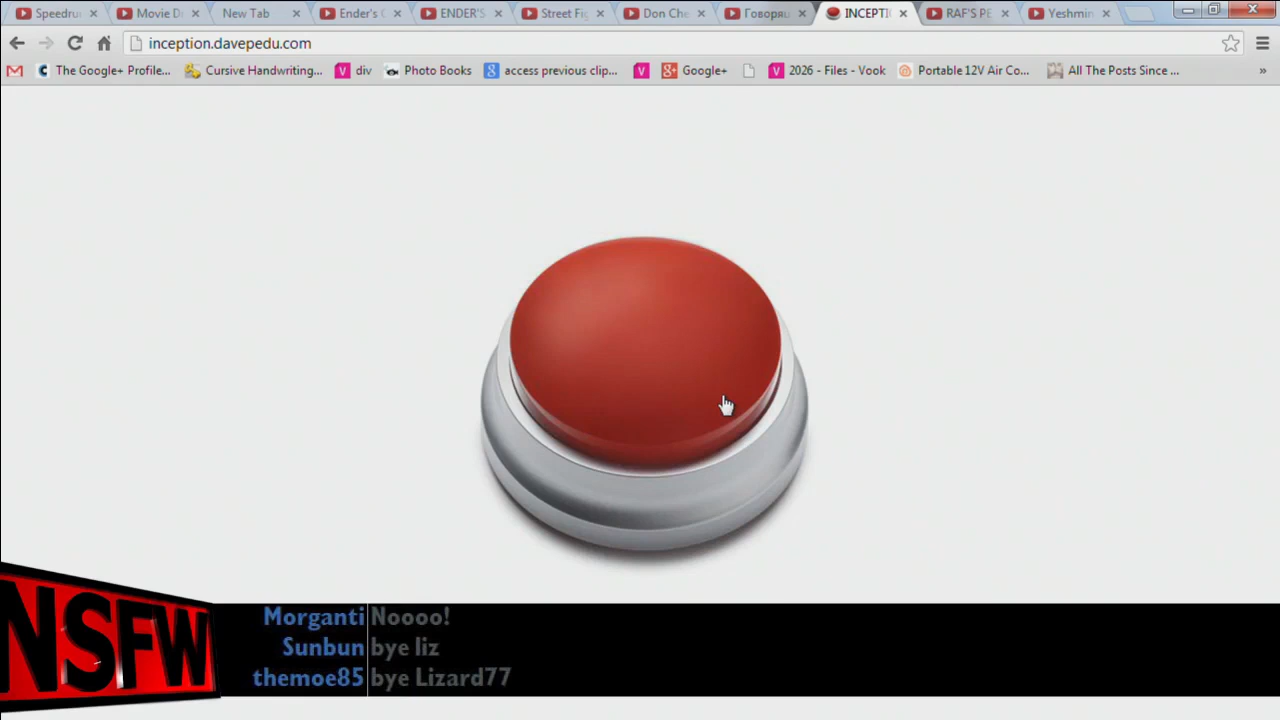 Speedru
Movie D
New Tab
Ender's
ENDER'S
Street Fig
Don Che
Говорящ
INCEPTI
RAF'S PE
Yeshmin
inception.davepedu.com
The Google+ Profile...
Cursive Handwriting...
div
Photo Books
access previous clip...
Google+
2026 - Files - Vook
Portable 12V Air Co...
All The Posts Since ...
»
NSFW
Morganti Noooo!
Sunbun bye liz
themoe85 bye Lizard77